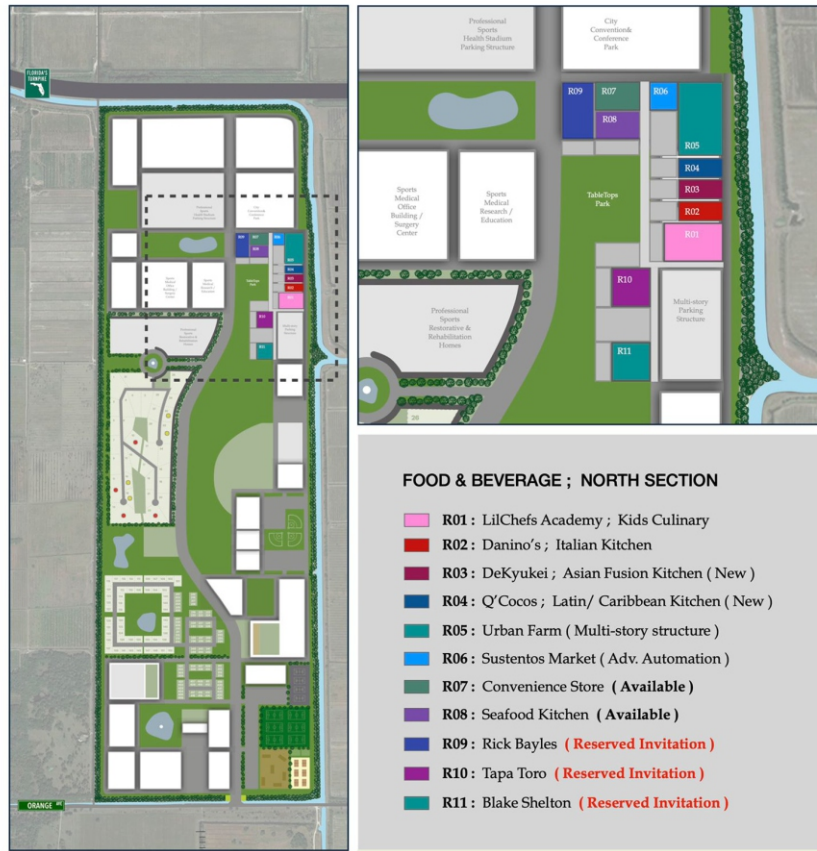 FLORIDA'S
TURNPIKE
ORANGE AVE
Professional
Sports
Health Stadium
Parking Structure
City
Convention&
Conference
Park
R09
R07
R08
R06
R05
R04
R03
R02
R01
TableTops
Park
Sports
Medical
Office
Building /
Surgery
Center
Sports
Medical
Research /
Education
R10
R11
Multi-story
Parking
Structure
Professional
Sports
Restorative &
Rehabilitation
Homes
FOOD & BEVERAGE ; NORTH SECTION
R01 : LilChefs Academy ; Kids Culinary
R02 : Danino's ; Italian Kitchen
R03 : DeKyukei ; Asian Fusion Kitchen ( New )
R04 : Q'Cocos ; Latin/ Caribbean Kitchen ( New )
R05 : Urban Farm ( Multi-story structure )
R06 : Sustentos Market ( Adv. Automation )
R07 : Convenience Store ( Available )
R08 : Seafood Kitchen ( Available )
R09 : Rick Bayles ( Reserved Invitation )
R10 : Tapa Toro ( Reserved Invitation )
R11 : Blake Shelton ( Reserved Invitation )